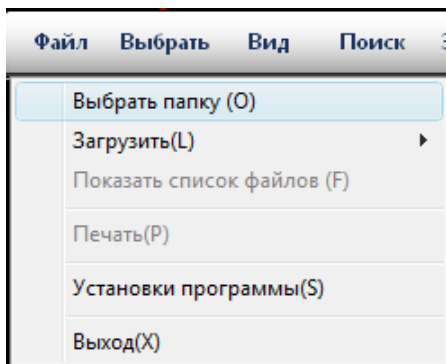 Файл Выбрать Вид Поиск
Выбрать папку (O)
Загрузить(L)
Показать список файлов (F)
Печать(P)
Установки программы(S)
Выход(X)